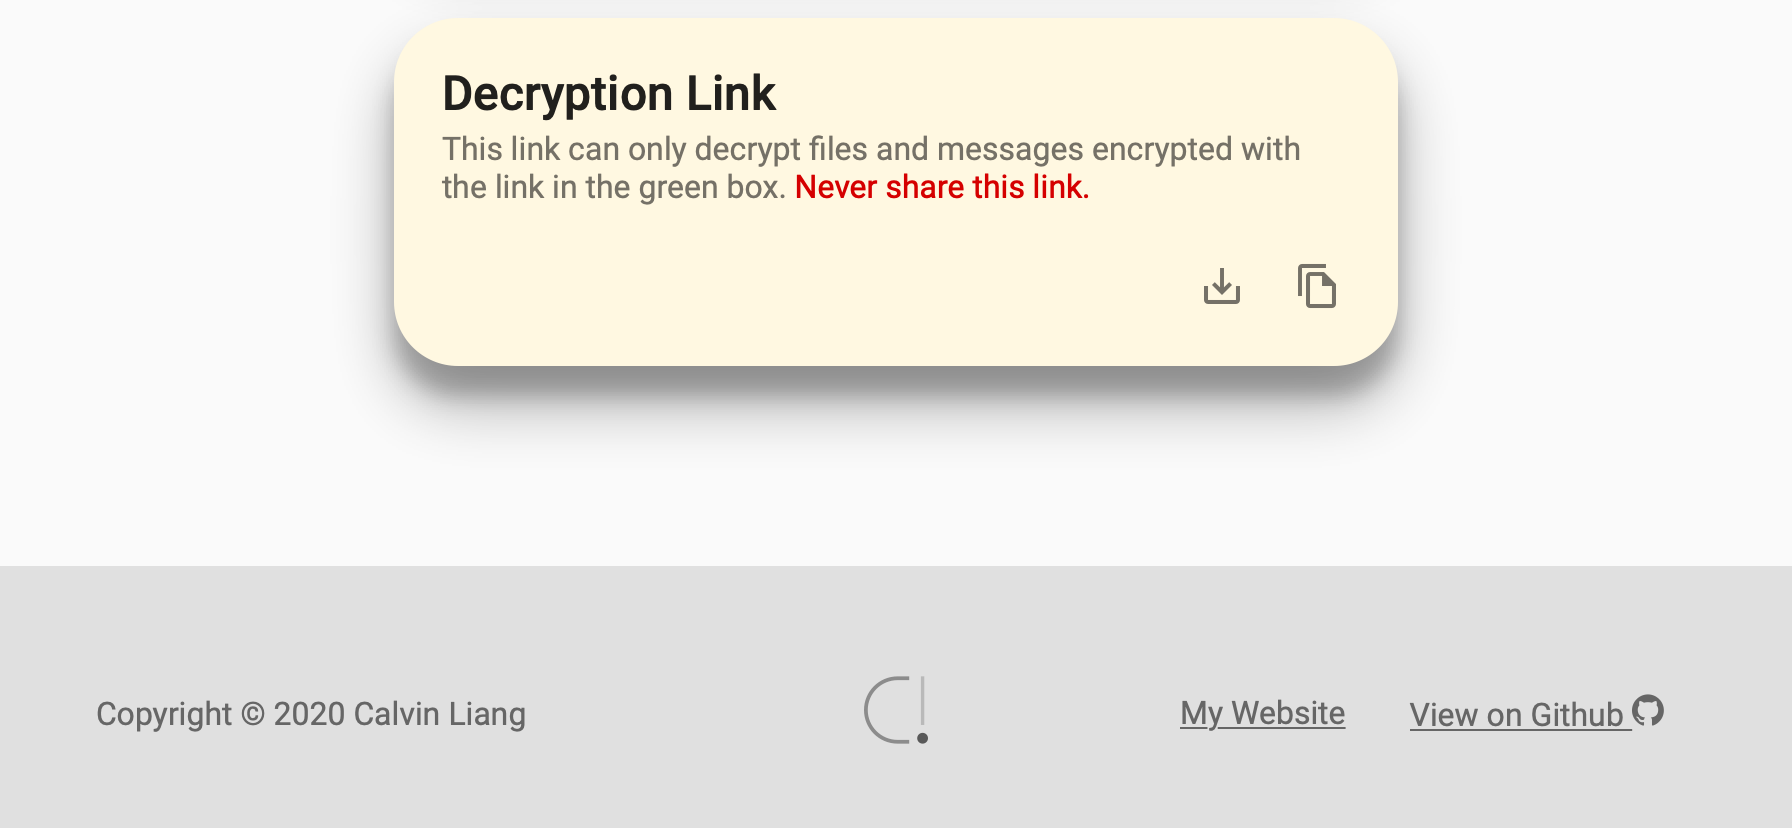 Decryption Link
This link can only decrypt files and messages encrypted with
the link in the green box. Never share this link.
Copyright © 2020 Calvin Liang
My Website
View on Github